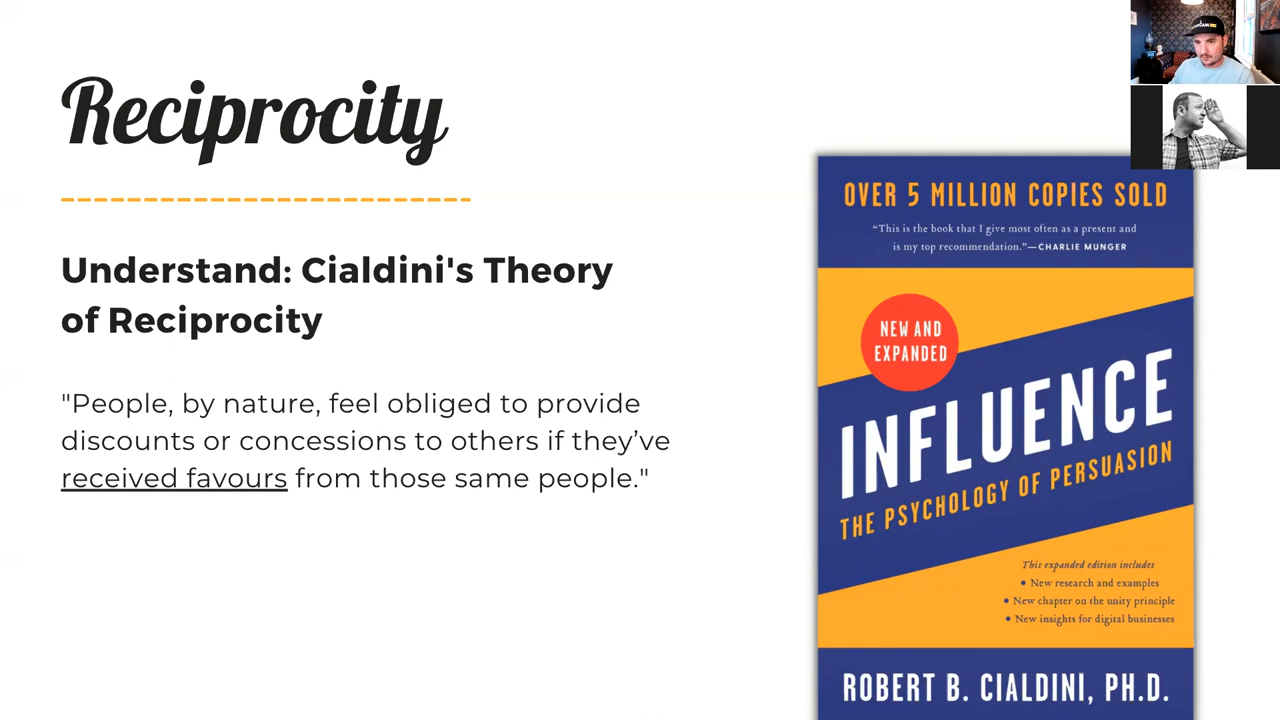 Reciprocity
Understand: Cialdini's Theory
of Reciprocity
"People, by nature, feel obliged to provide
discounts or concessions to others if they’ve
received favours from those same people."
OVER 5 MILLION COPIES SOLD
“This is the book that I give most often as a present and
is my top recommendation.”—CHARLIE MUNGER
NEW AND
EXPANDED
INFLUENCE
THE PSYCHOLOGY OF PERSUASION
This expanded edition includes
• New research and examples
• New chapter on the unity principle
• New insights for digital businesses
ROBERT B. CIALDINI, PH.D.